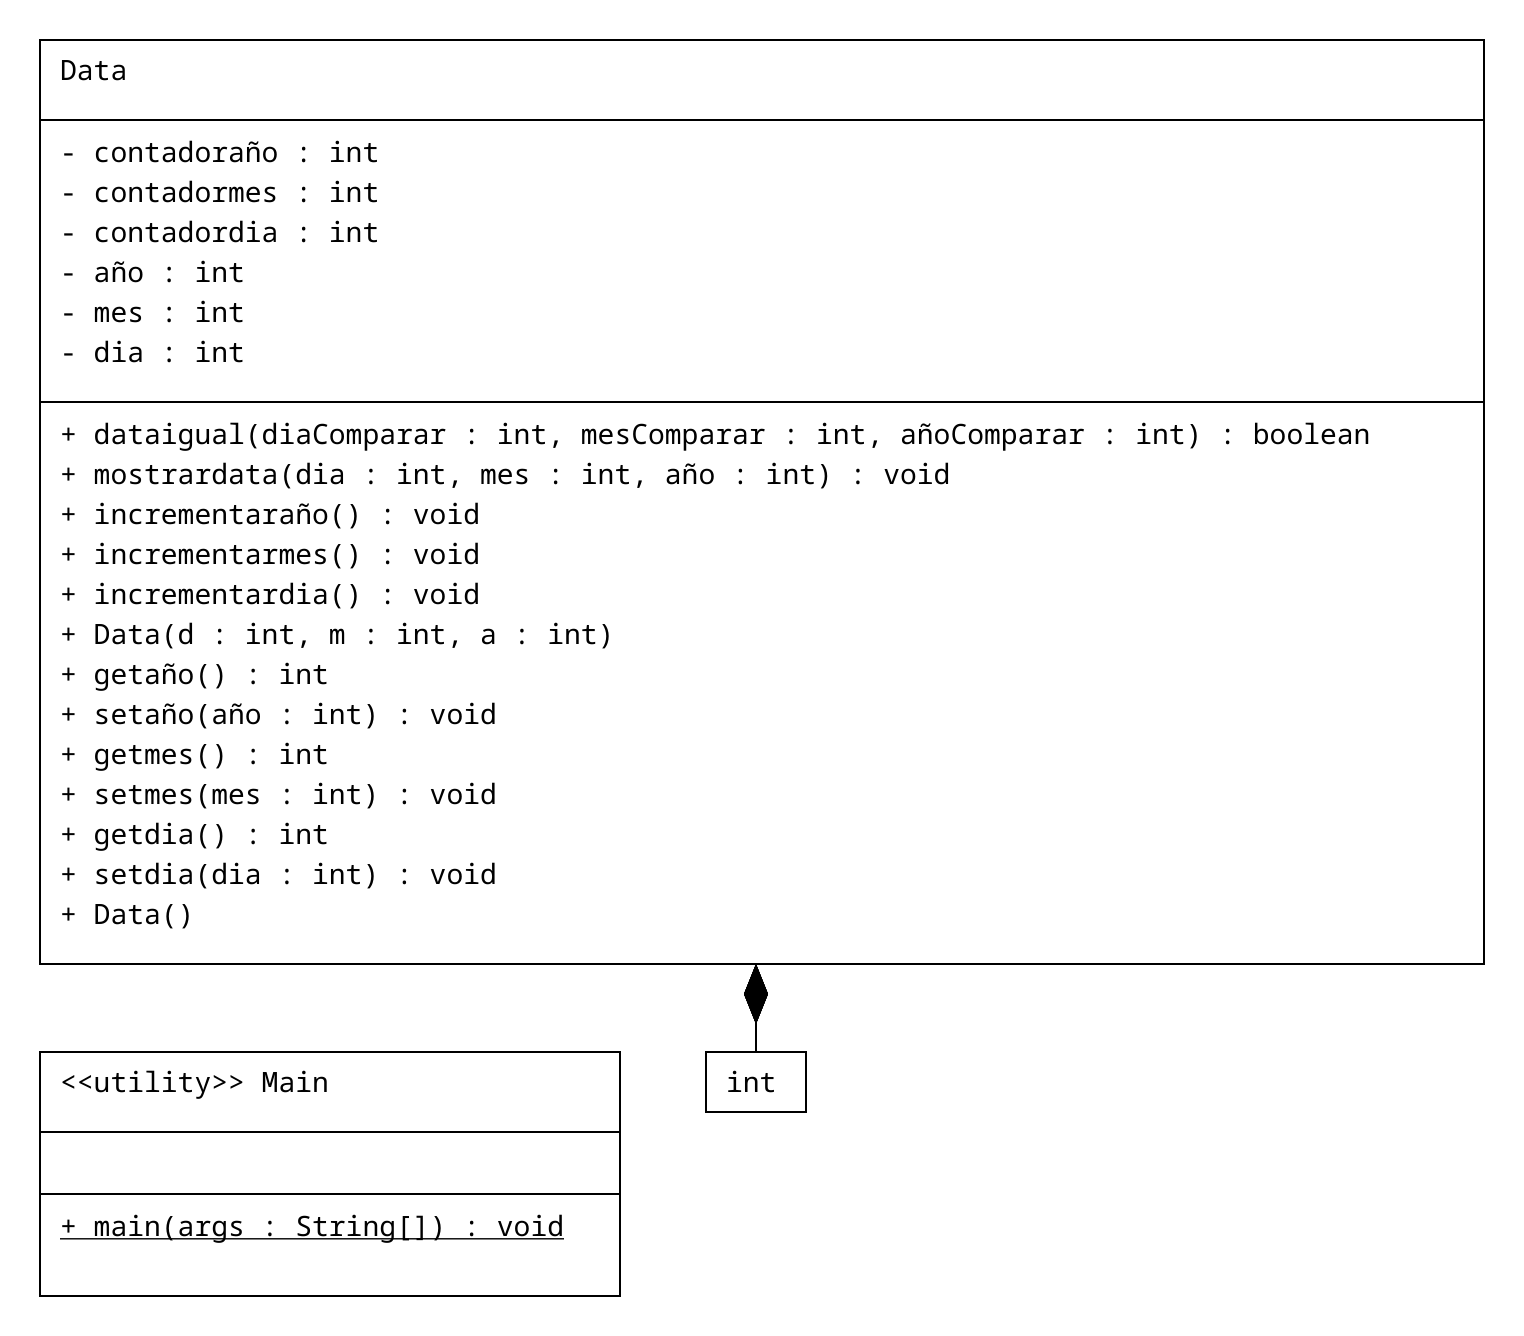 Data
- contadoraño : int
- contadormes : int
- contadordia : int
- año : int
- mes : int
- dia : int
+ dataigual(diaComparar : int, mesComparar : int, añoComparar : int) : boolean
+ mostrardata(dia : int, mes : int, año : int) : void
+ incrementaraño() : void
+ incrementarmes() : void
+ incrementardia() : void
+ Data(d : int, m : int, a : int)
+ getaño() : int
+ setaño(año : int) : void
+ getmes() : int
+ setmes(mes : int) : void
+ getdia() : int
+ setdia(dia : int) : void
+ Data()
<<utility>> Main
int
+ main(args : String[]) : void